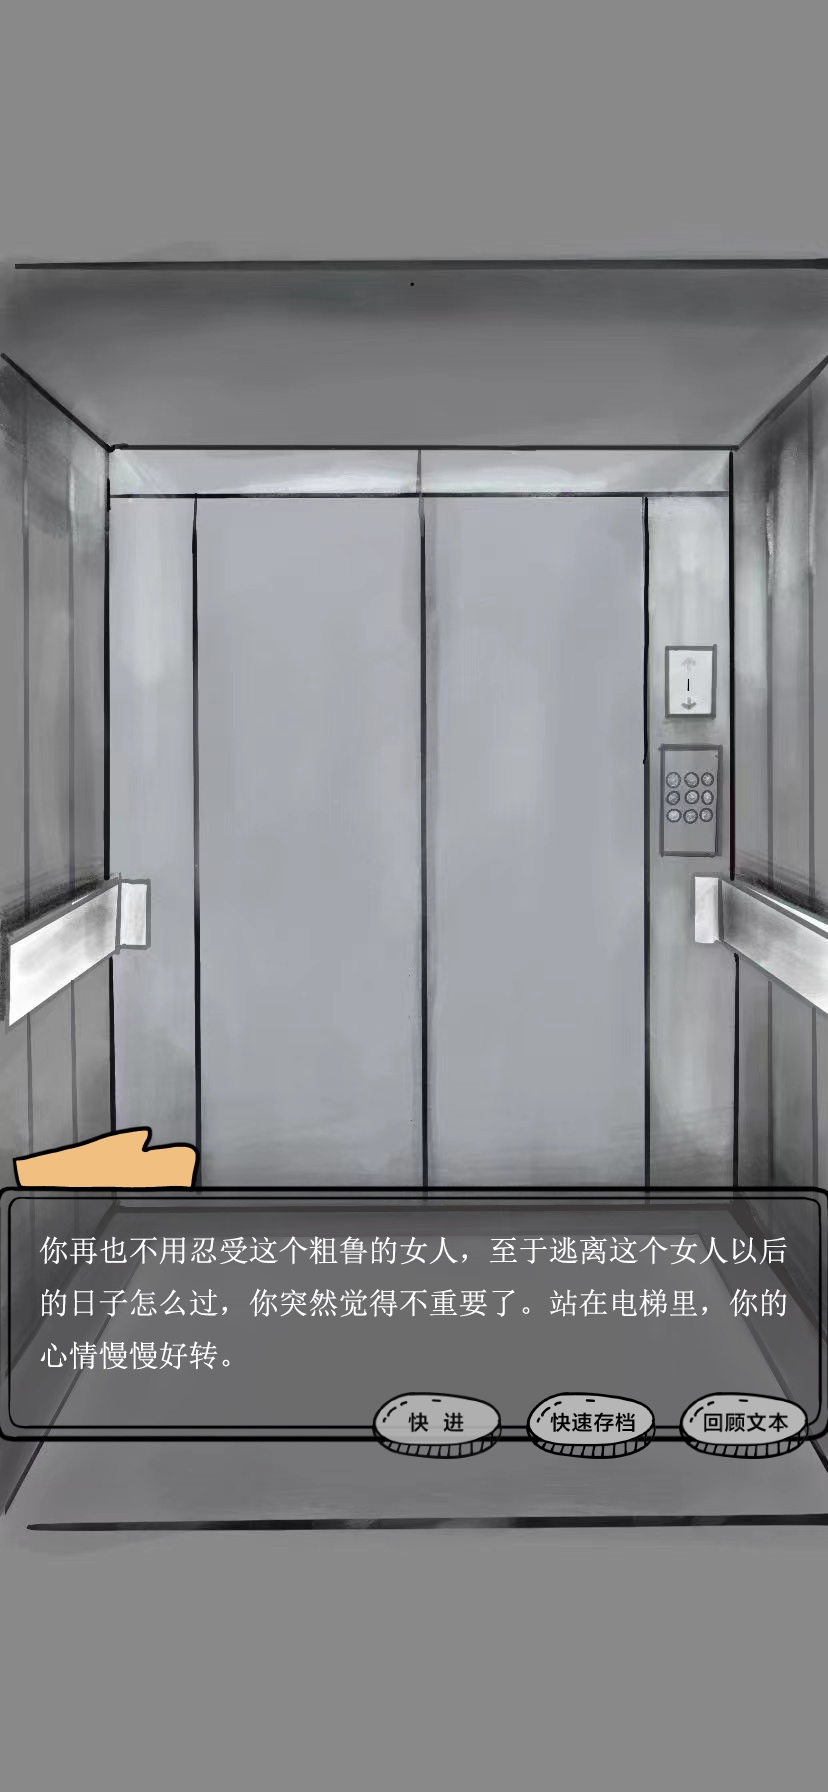 你再也不用忍受这个粗鲁的女人，至于逃离这个女人以后
的日子怎么过，你突然觉得不重要了。站在电梯里，你的
心情慢慢好转。
快 进 快速存档 回顾文本